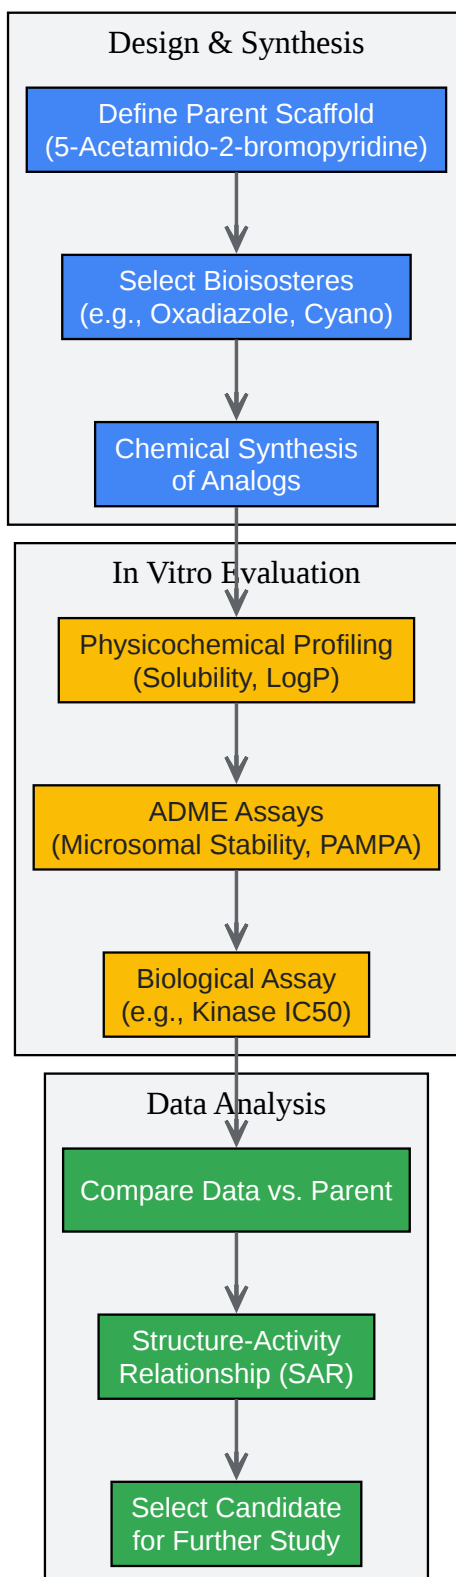 Design & Synthesis
Define Parent Scaffold
(5-Acetamido-2-bromopyridine)
Select Bioisosteres
(e.g., Oxadiazole, Cyano)
Chemical Synthesis
of Analogs
In Vitro Evaluation
Physicochemical Profiling
(Solubility, LogP)
ADME Assays
(Microsomal Stability, PAMPA)
Biological Assay
(e.g., Kinase IC50)
Data Analysis
Compare Data vs. Parent
Structure-Activity
Relationship (SAR)
Select Candidate
for Further Study